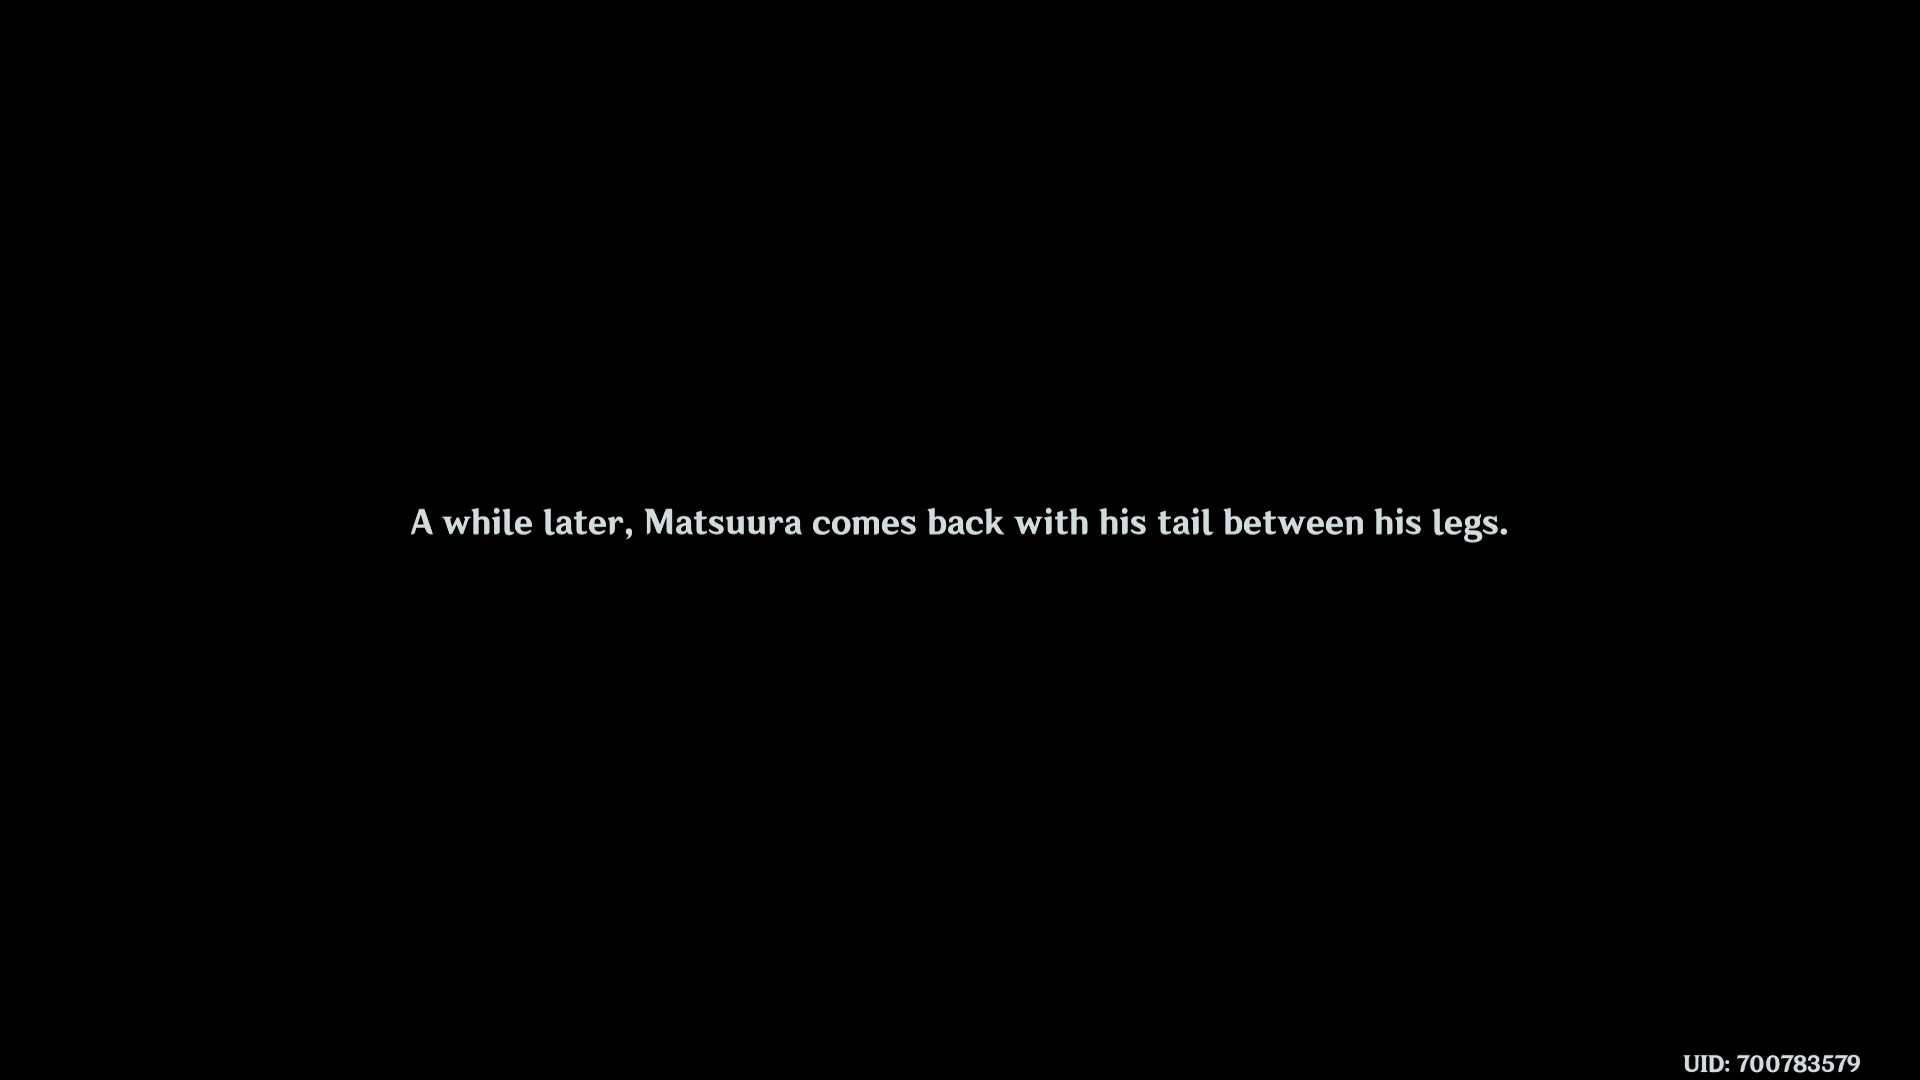 A while later, Matsuura comes back with his tail between his legs.
UID: 700783579